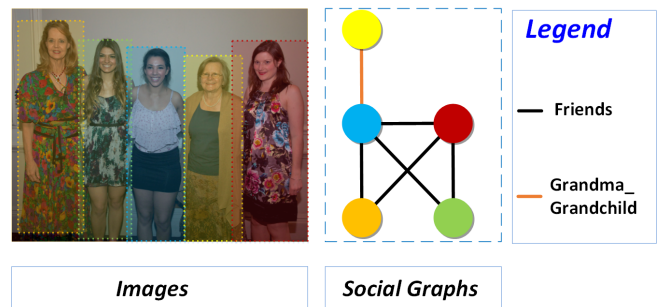 Legend
Friends
Grandma_
Grandchild
Images
Social Graphs